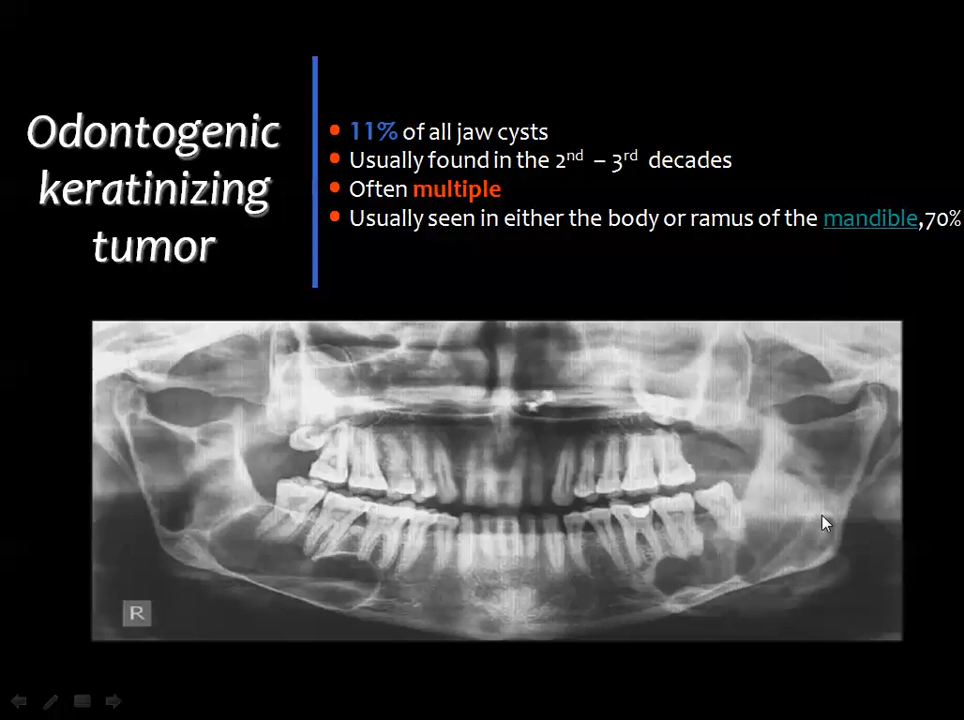 Odontogenic
keratinizing
tumor
11% of all jaw cysts
Usually found in the 2nd – 3rd decades
Often multiple
Usually seen in either the body or ramus of the mandible,70%
R